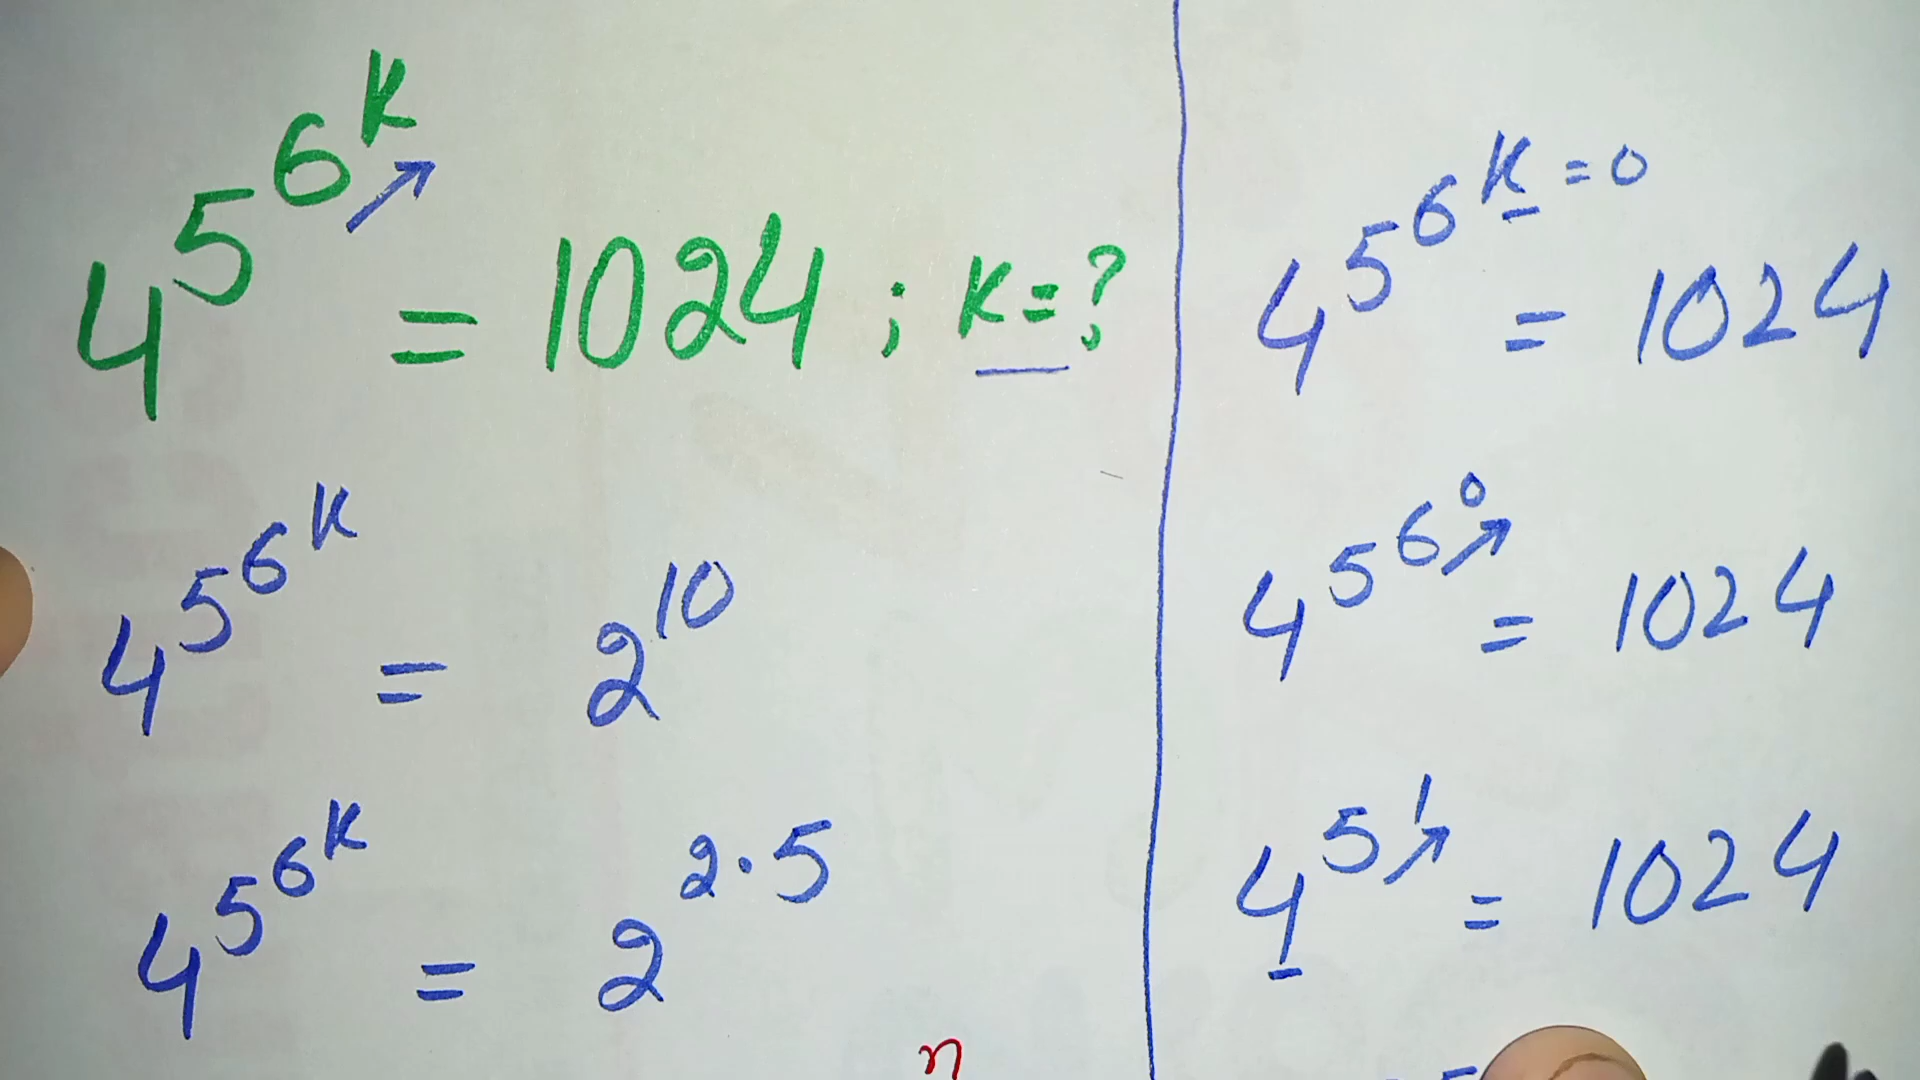 4^5^6^k = 1024 ; k = ?
4^5^6^k = 2^10
4^5^6^k = 2^2·5
n
4^5^6^k = 0 = 1024
4^5^6^0 = 1024
4^5^1 = 1024